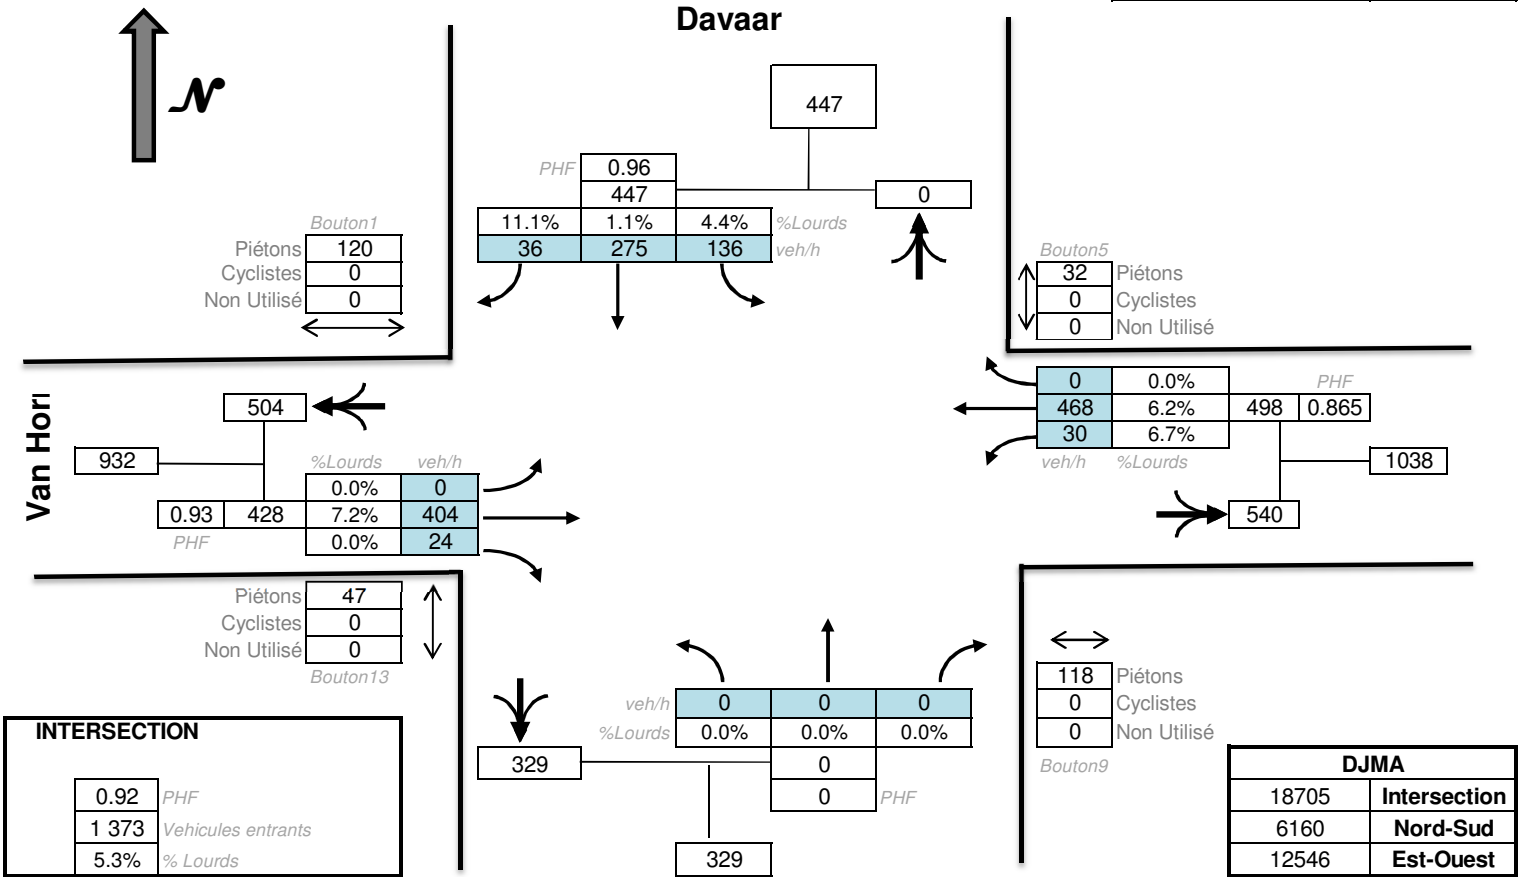 Davaar
N
447
PHF 0.96
447 0
11.1% 1.1% 4.4% %Lourds
36 275 136 veh/h
Bouton1
Piétons 120
Cyclistes 0
Non Utilisé 0
Bouton5
32 Piétons
0 Cyclistes
0 Non Utilisé
Van Hor
504
932
%Lourds veh/h
0.0% 0
0.93 428 7.2% 404
PHF 0.0% 24
0 0.0% PHF
468 6.2% 498 0.865
30 6.7%
veh/h %Lourds 1038
540
Piétons 47
Cyclistes 0
Non Utilisé 0
Bouton13
118 Piétons
0 Cyclistes
0 Non Utilisé
Bouton9
veh/h 0 0 0
%Lourds 0.0% 0.0% 0.0%
329 0
0 PHF
329
INTERSECTION
0.92 PHF
1 373 Vehicules entrants
5.3% % Lourds
DJMA
18705 Intersection
6160 Nord-Sud
12546 Est-Ouest